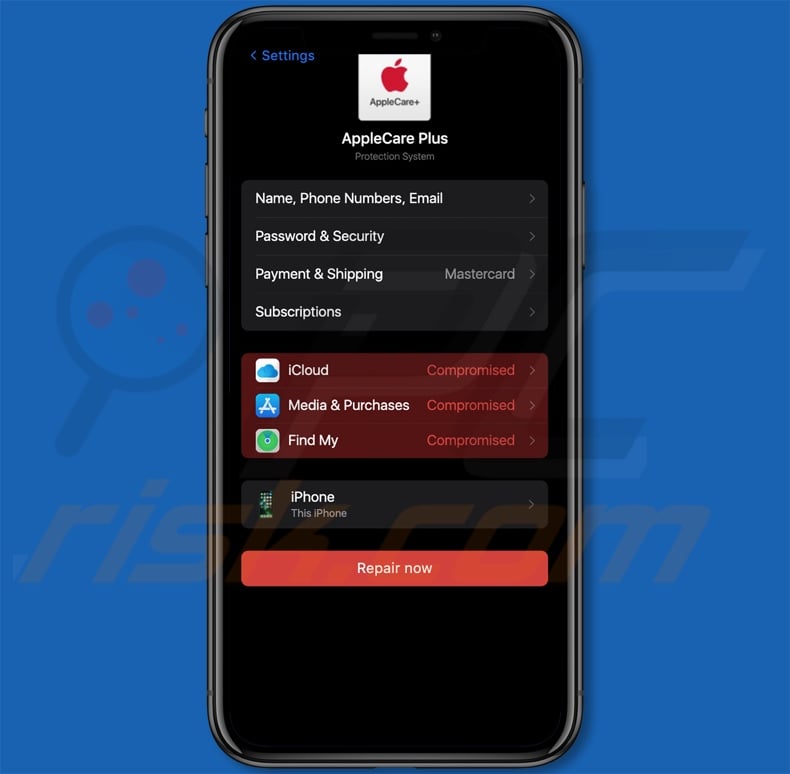 Settings
AppleCare+
AppleCare Plus
Protection System
Name, Phone Numbers, Email
Password & Security
Payment & Shipping Mastercard
Subscriptions
iCloud Compromised
Media & Purchases Compromised
Find My Compromised
iPhone
This iPhone
Repair now
PC
risk.com